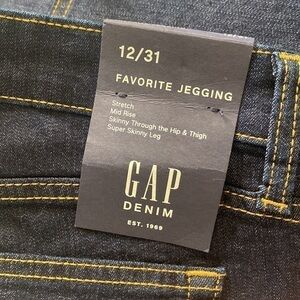 12/31
FAVORITE JEGGING
Stretch
Mid Rise
Skinny Through the Hip & Thigh
Super Skinny Leg
GAP
DENIM
EST. 1969